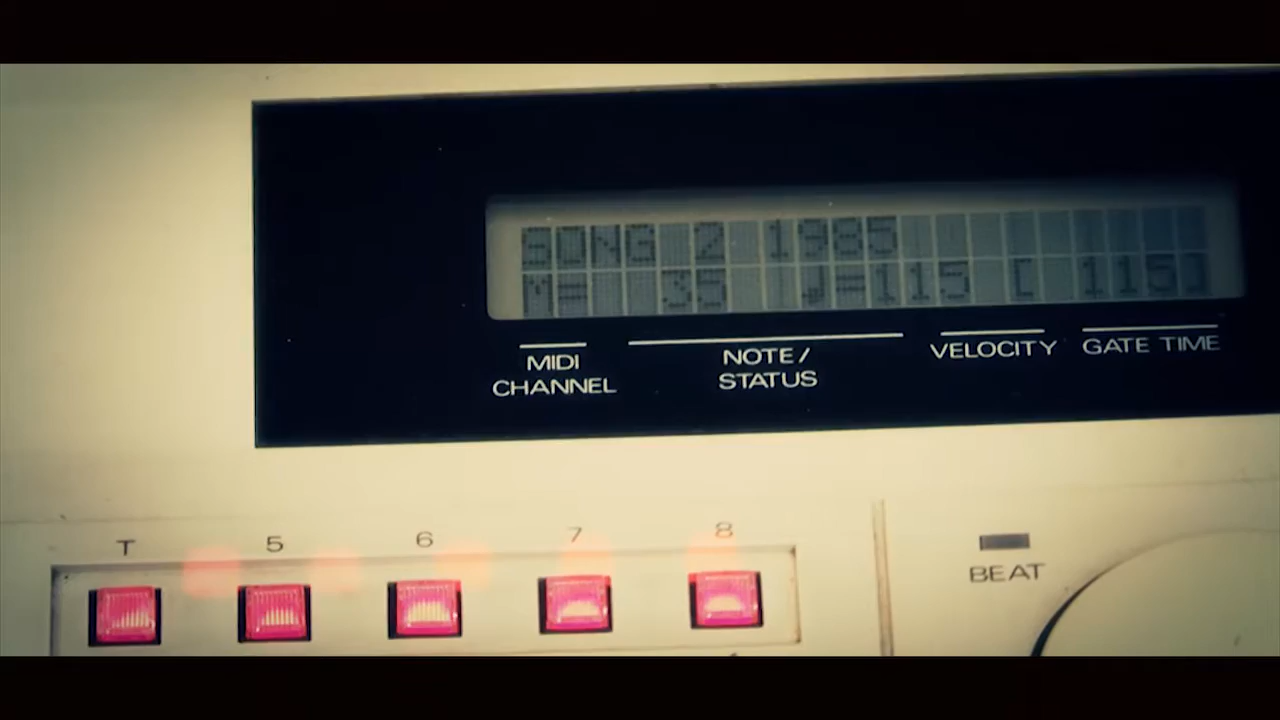 SONG 2 1985
M= 35 J=115 [ 115]
MIDI CHANNEL
NOTE/ STATUS
VELOCITY
GATE TIME
T 5 6 7 8
BEAT